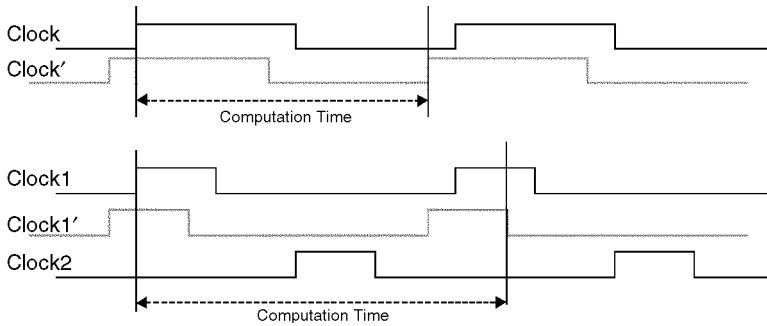 Clock
Clock′
Computation Time
Clock1
Clock1′
Clock2
Computation Time